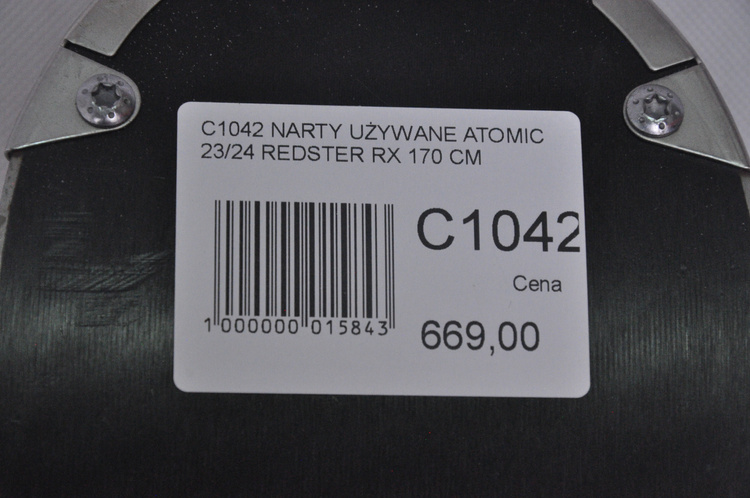 C1042 NARTY UŻYWANE ATOMIC
23/24 REDSTER RX 170 CM
C1042
Cena
1 000000 015843
669,00